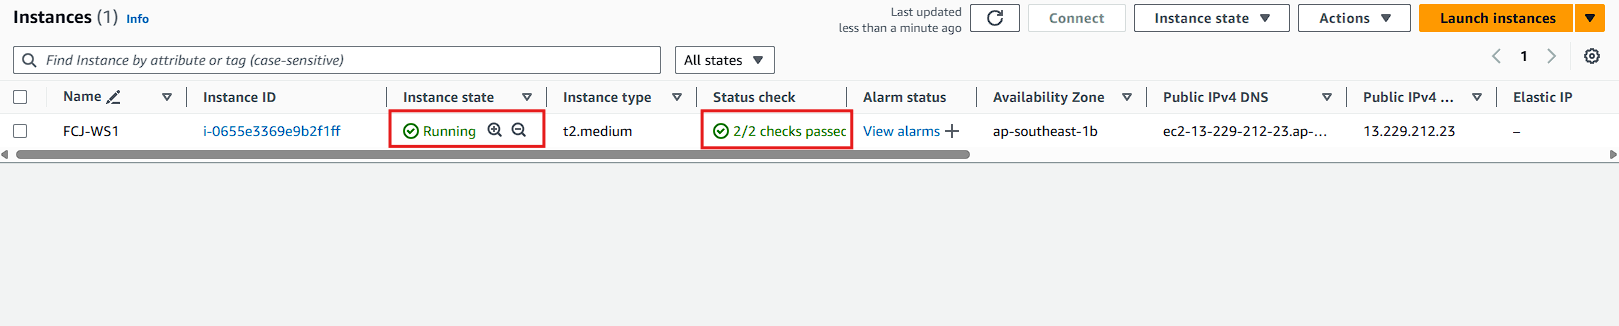 Instances (1) Info
Last updated
less than a minute ago
Connect
Instance state
Actions
Launch instances
Find Instance by attribute or tag (case-sensitive)
All states
1
Name Instance ID Instance state Instance type Status check Alarm status Availability Zone Public IPv4 DNS Public IPv4 ... Elastic IP
FCJ-WS1 i-0655e3369e9b2f1ff Running t2.medium 2/2 checks passed View alarms + ap-southeast-1b ec2-13-229-212-23.ap-... 13.229.212.23 –